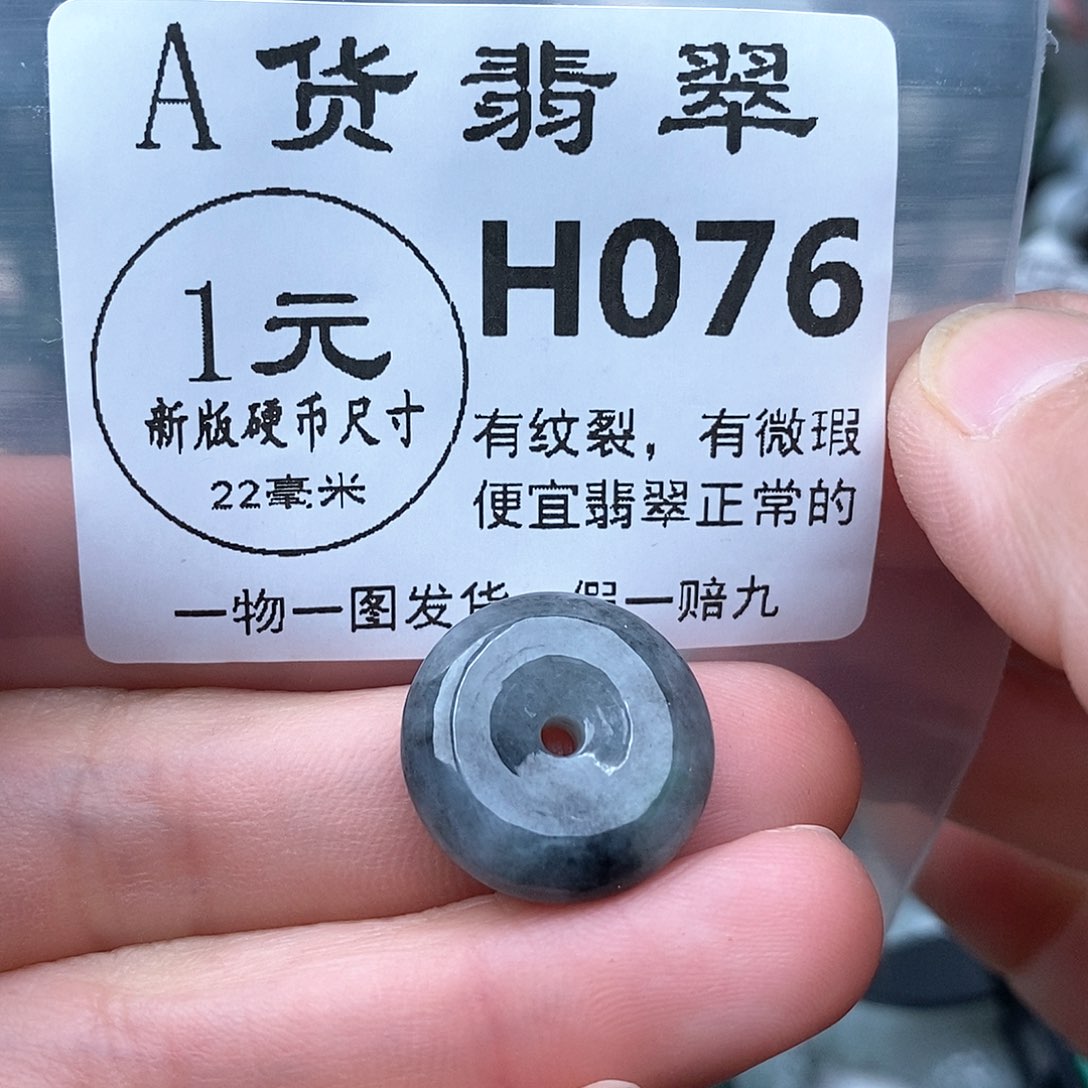 A货翡翠
H076
1元
新版硬币尺寸
22毫米
有纹裂，有微瑕
便宜翡翠正常的
一物一图发货 假一赔九